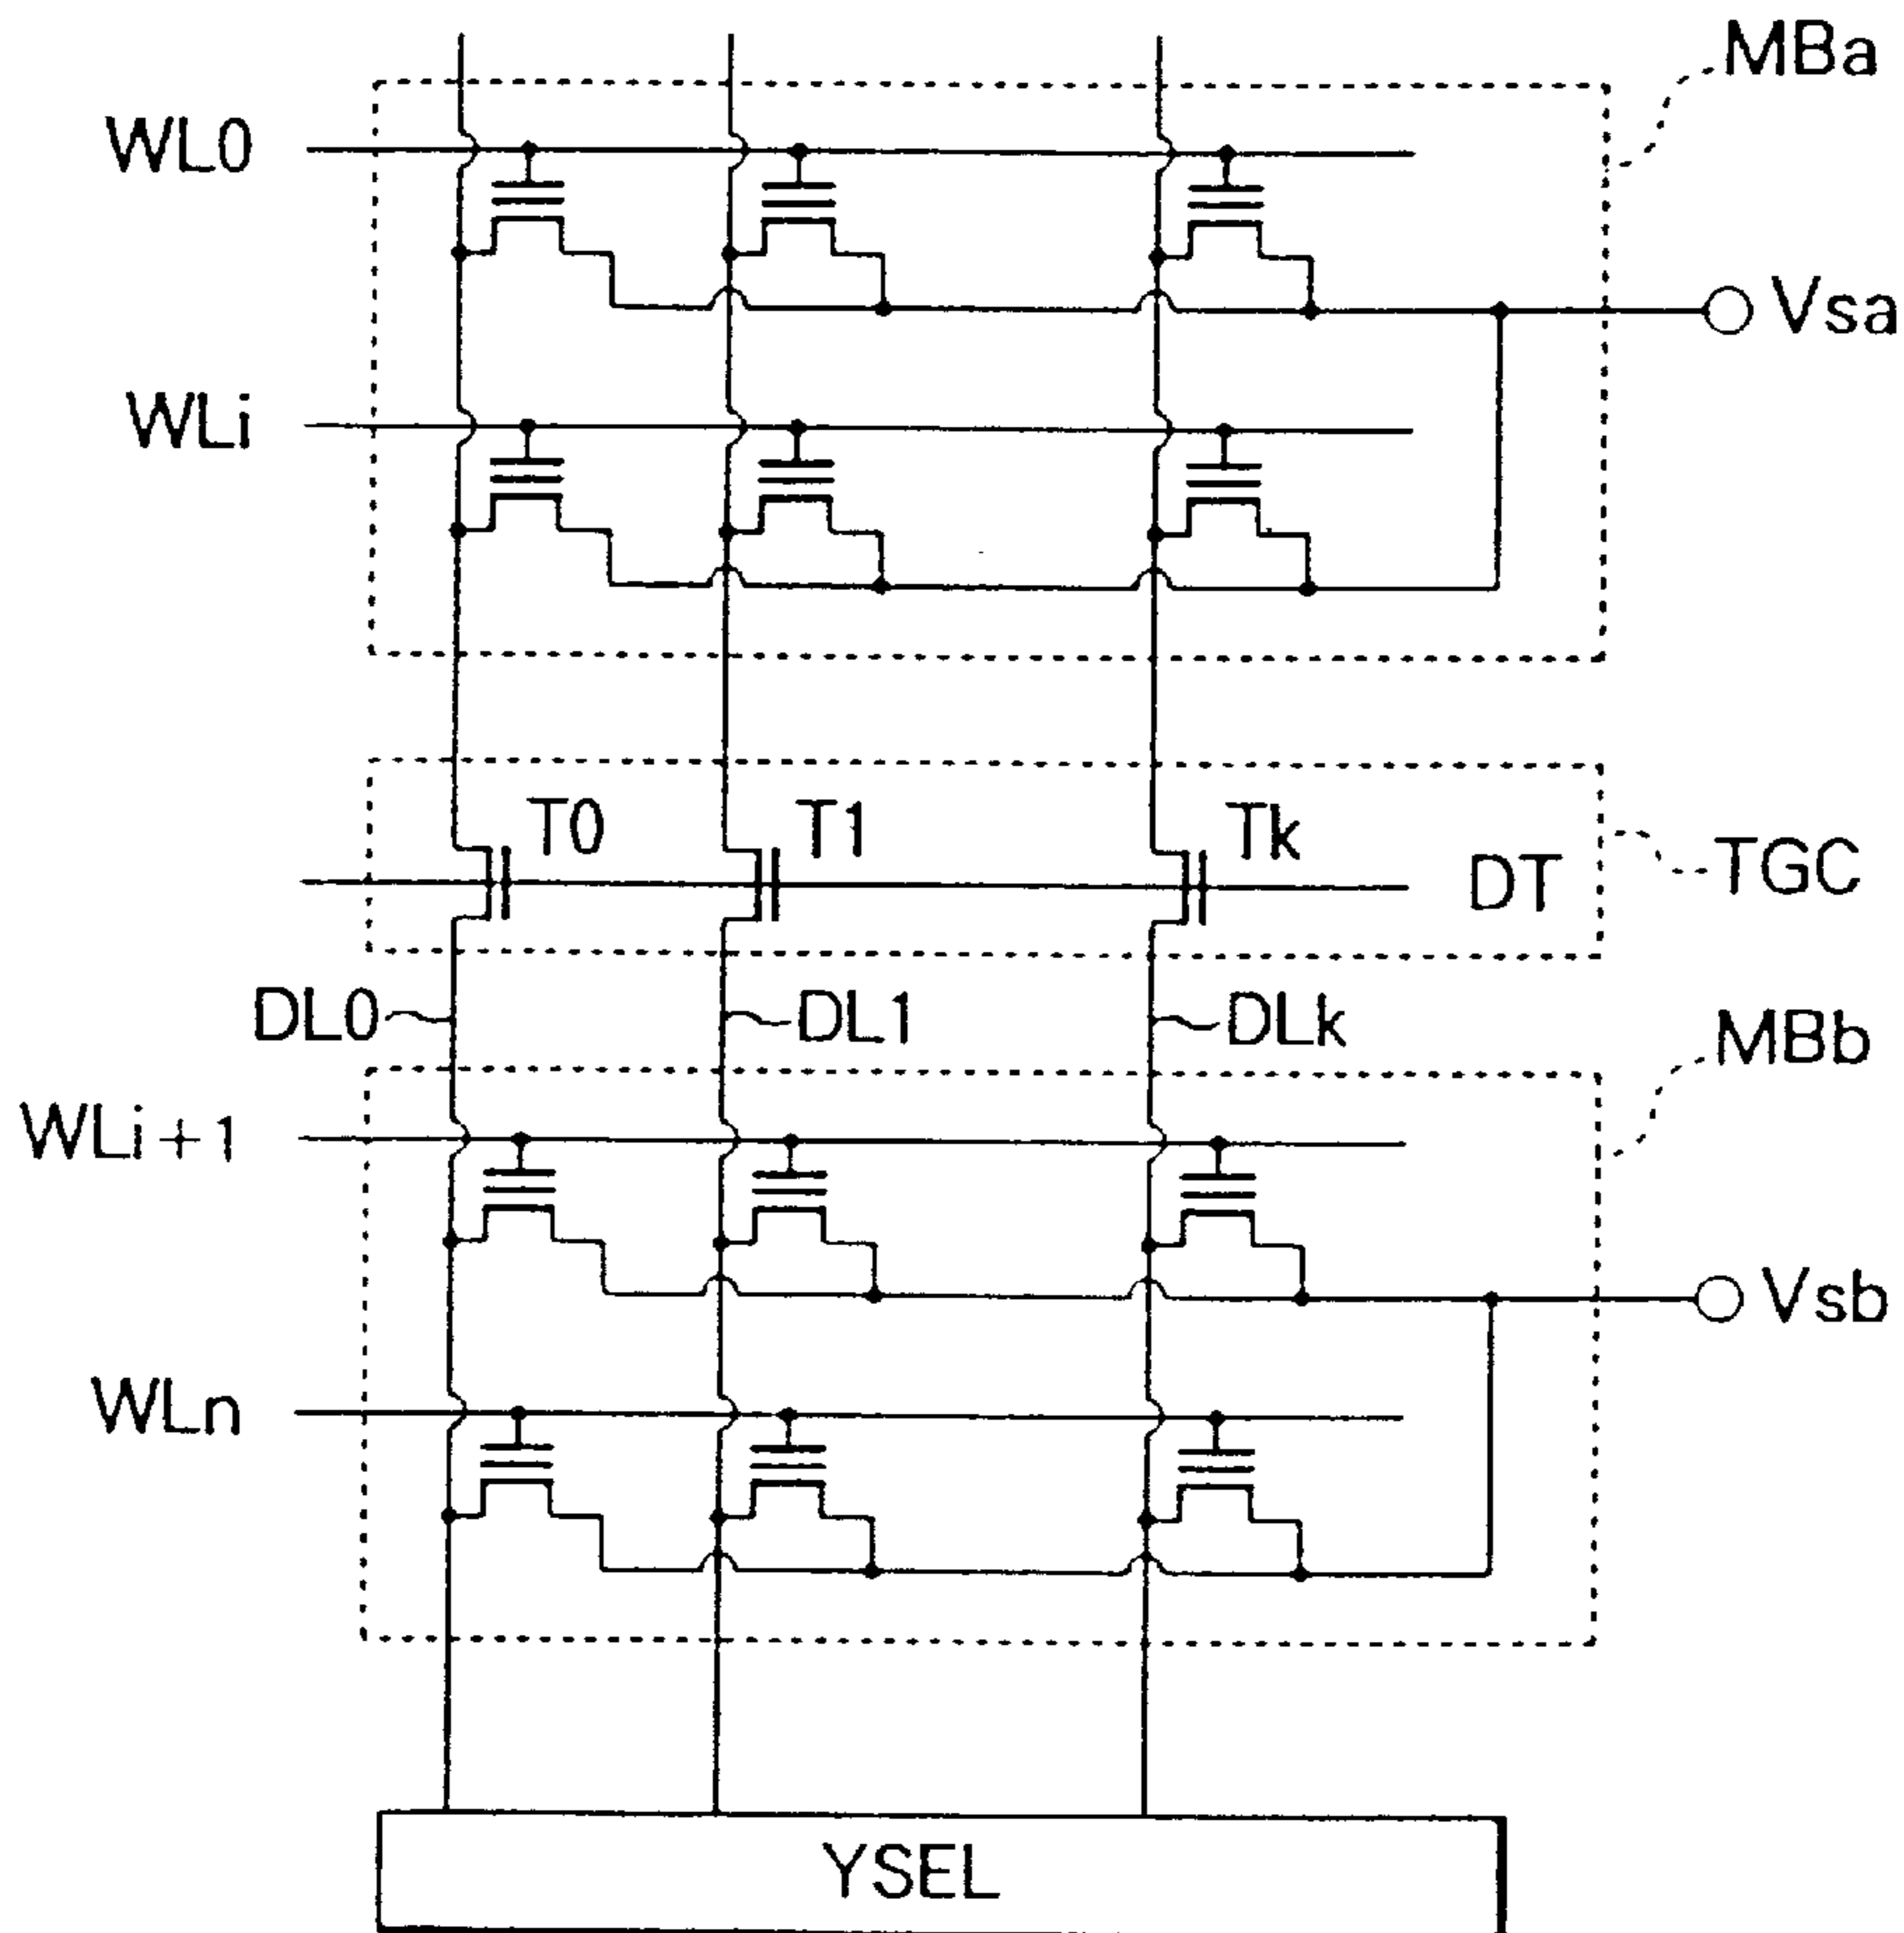 MBa
WL0
Vsa
WLi
T0
T1
Tk
DT
TGC
DL0
DL1
DLk
MBb
WLi+1
Vsb
WLn
YSEL